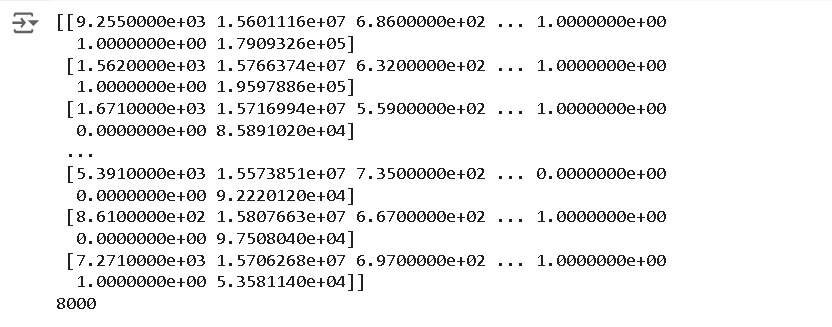 [[9.2550000e+03 1.5601116e+07 6.8600000e+02 ... 1.0000000e+00
1.0000000e+00 1.7909326e+05]
[1.5620000e+03 1.5766374e+07 6.3200000e+02 ... 1.0000000e+00
1.0000000e+00 1.9597886e+05]
[1.6710000e+03 1.5716994e+07 5.5900000e+02 ... 1.0000000e+00
0.0000000e+00 8.5891020e+04]
...
[5.3910000e+03 1.5573851e+07 7.3500000e+02 ... 0.0000000e+00
0.0000000e+00 9.2220120e+04]
[8.6100000e+02 1.5807663e+07 6.6700000e+02 ... 1.0000000e+00
0.0000000e+00 9.7508040e+04]
[7.2710000e+03 1.5706268e+07 6.9700000e+02 ... 1.0000000e+00
1.0000000e+00 5.3581140e+04]]
8000